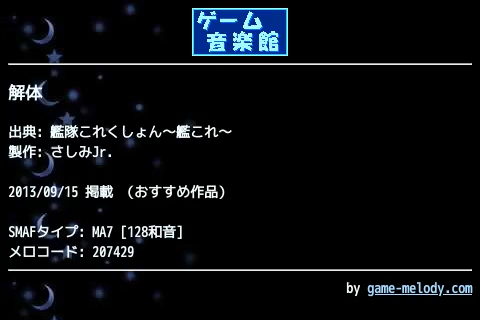 ゲーム
音楽館
解体
出典: 艦隊これくしょん～艦これ～
製作: さしみJr.
2013/09/15 掲載 (おすすめ作品)
SMAFタイプ: MA7 [128和音]
メロコード: 207429
by game-melody.com